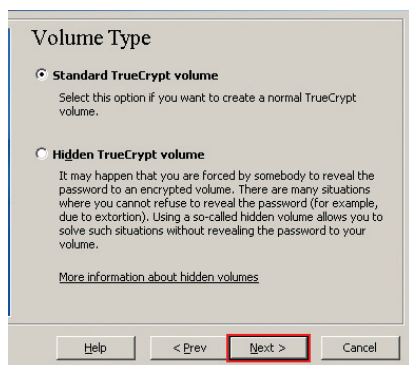 Volume Type
Standard TrueCrypt volume
Select this option if you want to create a normal TrueCrypt
volume.
Hidden TrueCrypt volume
It may happen that you are forced by somebody to reveal the
password to an encrypted volume. There are many situations
where you cannot refuse to reveal the password (for example,
due to extortion). Using a so-called hidden volume allows you to
solve such situations without revealing the password to your
volume.
More information about hidden volumes
Help < Prev Next > Cancel